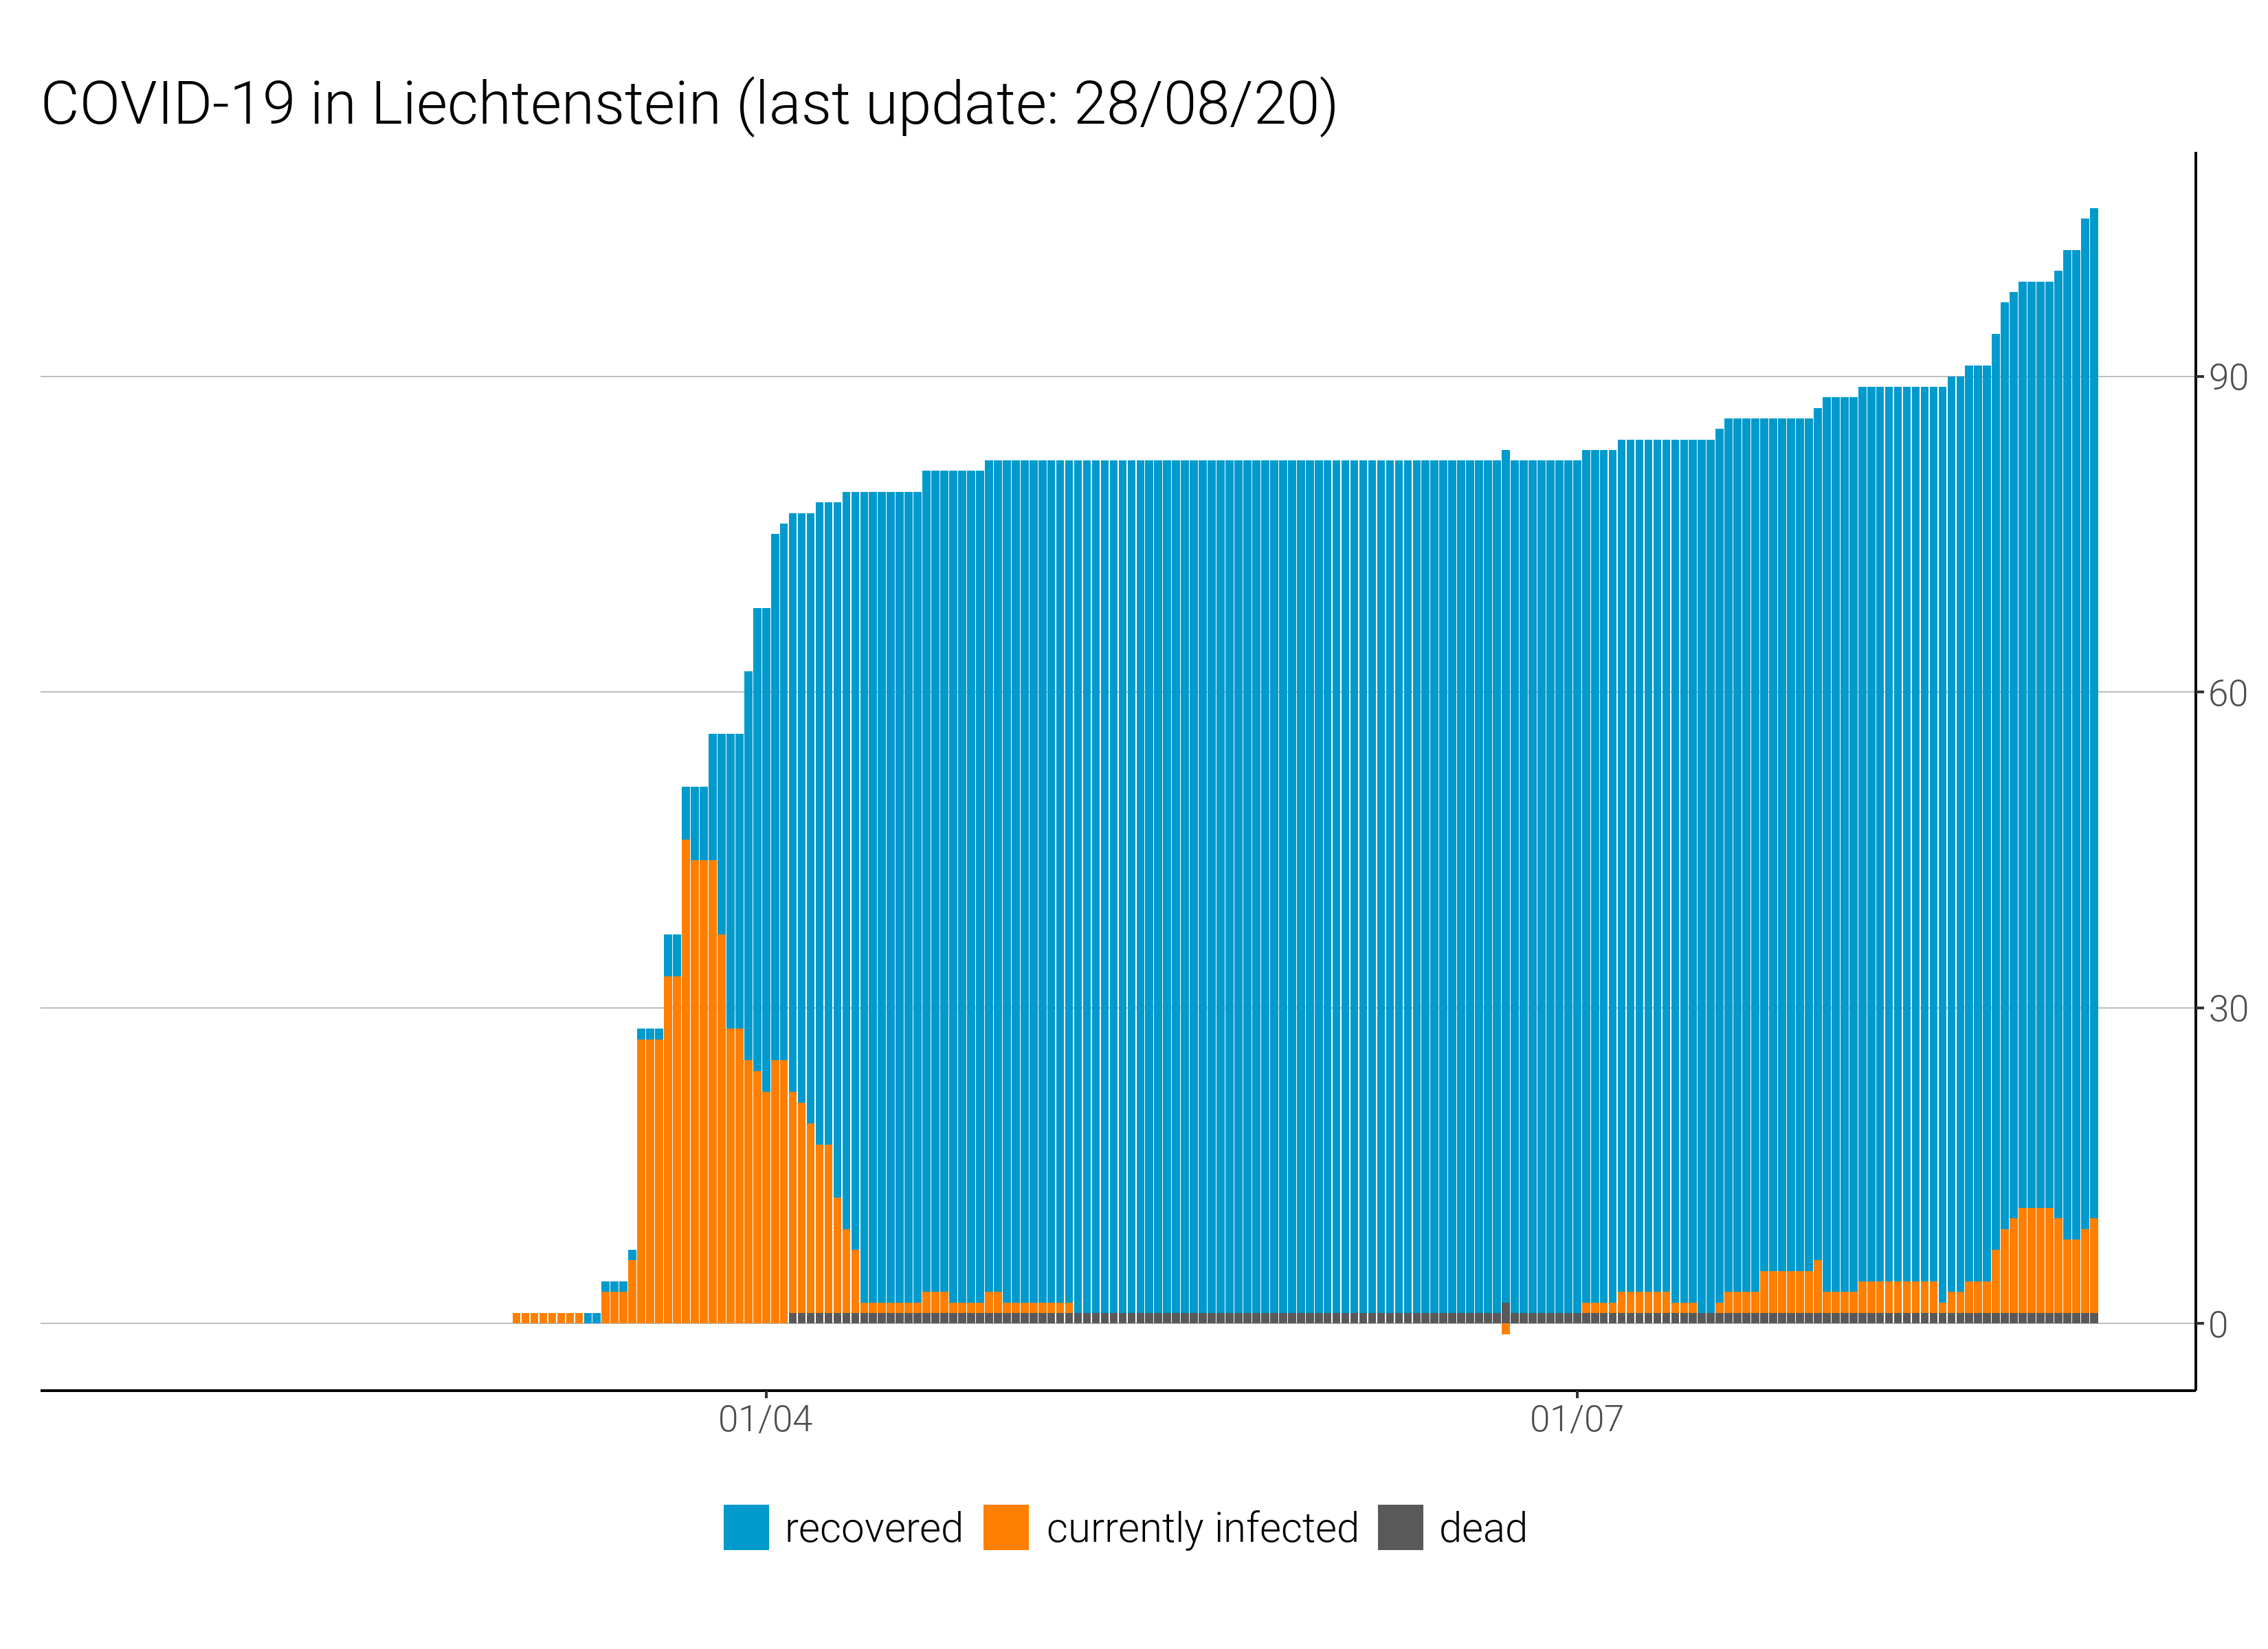 COVID-19 in Liechtenstein (last update: 28/08/20)
90
60
30
0
01/04 01/07
recovered currently infected dead